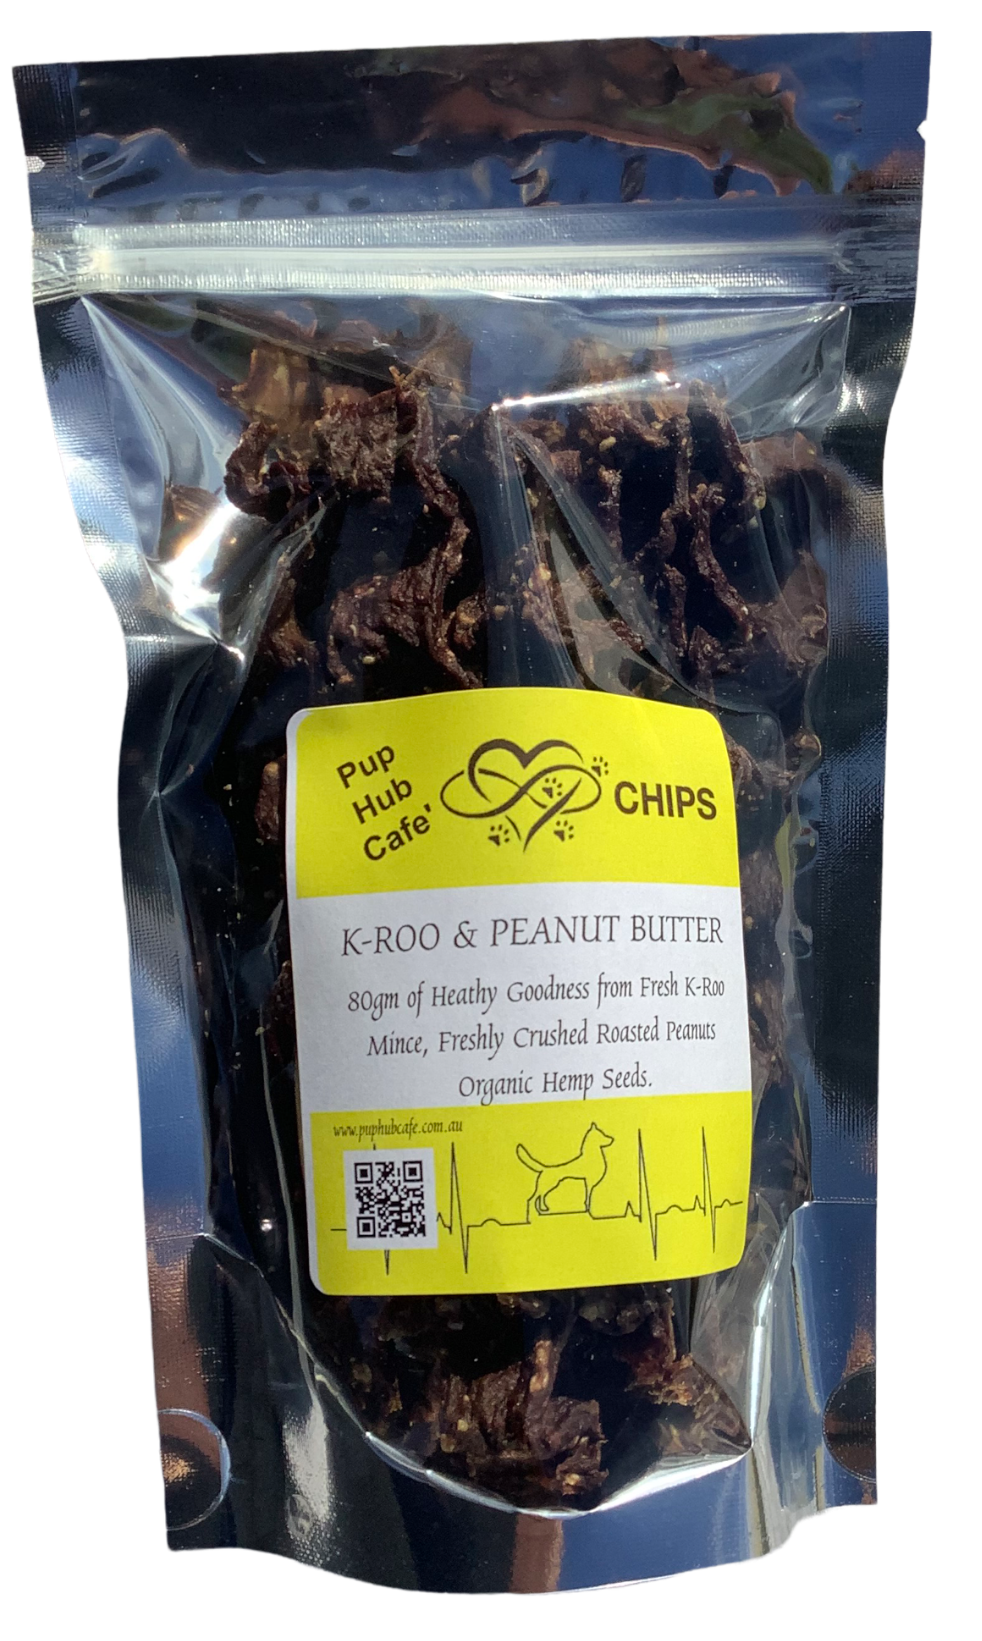 Pup
Hub
Cafe'
CHIPS
K-ROO & PEANUT BUTTER
80gm of Heathy Goodness from Fresh K-Roo
Mince, Freshly Crushed Roasted Peanuts
Organic Hemp Seeds.
www.puphubcafe.com.au